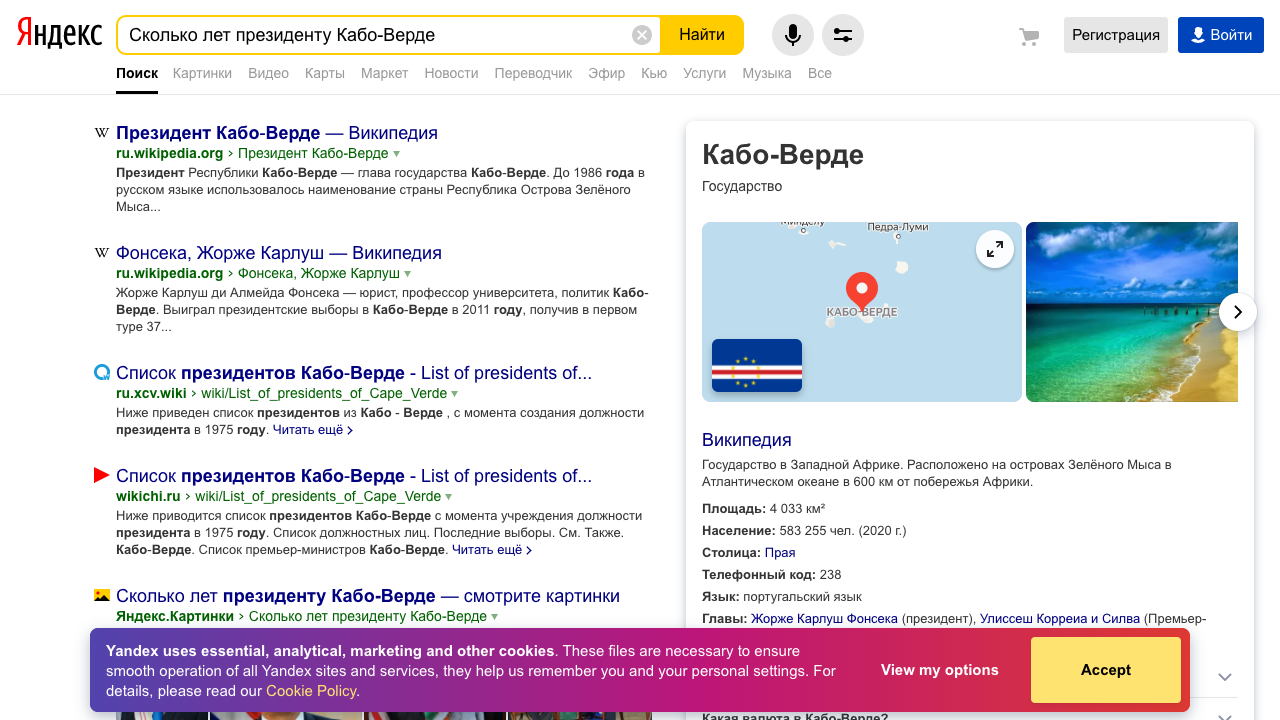 Яндекс
Сколько лет президенту Кабо-Верде
Найти
Регистрация
Войти
Поиск Картинки Видео Карты Маркет Новости Переводчик Эфир Кью Услуги Музыка Все
Президент Кабо-Верде — Википедия
ru.wikipedia.org › Президент Кабо-Верде
Президент Республики Кабо-Верде — глава государства Кабо-Верде. До 1986 года в
русском языке использовалось наименование страны Республика Острова Зелёного
Мыса...
Фонсека, Жорже Карлуш — Википедия
ru.wikipedia.org › Фонсека, Жорже Карлуш
Жорже Карлуш ди Алмейда Фонсека — юрист, профессор университета, политик Кабо-
Верде. Выиграл президентские выборы в Кабо-Верде в 2011 году, получив в первом
туре 37...
Список президентов Кабо-Верде - List of presidents of...
ru.xcv.wiki › wiki/List_of_presidents_of_Cape_Verde
Ниже приведен список президентов из Кабо - Верде , с момента создания должности
президента в 1975 году. Читать ещё ›
Список президентов Кабо-Верде - List of presidents of...
wikichi.ru › wiki/List_of_presidents_of_Cape_Verde
Ниже приводится список президентов Кабо-Верде с момента учреждения должности
президента в 1975 году. Список должностных лиц. Последние выборы. См. Также.
Кабо-Верде. Список премьер-министров Кабо-Верде. Читать ещё ›
Сколько лет президенту Кабо-Верде — смотрите картинки
Яндекс.Картинки › Сколько лет президенту Кабо-Верде
Кабо-Верде
Государство
Минделу
Педра-Луми
КАБО-ВЕРДЕ
Википедия
Государство в Западной Африке. Расположено на островах Зелёного Мыса в
Атлантическом океане в 600 км от побережья Африки.
Площадь: 4 033 км²
Население: 583 255 чел. (2020 г.)
Столица: Прая
Телефонный код: 238
Язык: португальский язык
Главы: Жорже Карлуш Фонсека (президент), Улиссеш Корреиа и Силва (Премьер-
Какая валюта в Кабо-Верде?
Yandex uses essential, analytical, marketing and other cookies. These files are necessary to ensure
smooth operation of all Yandex sites and services, they help us remember you and your personal settings. For
details, please read our Cookie Policy.
View my options
Accept